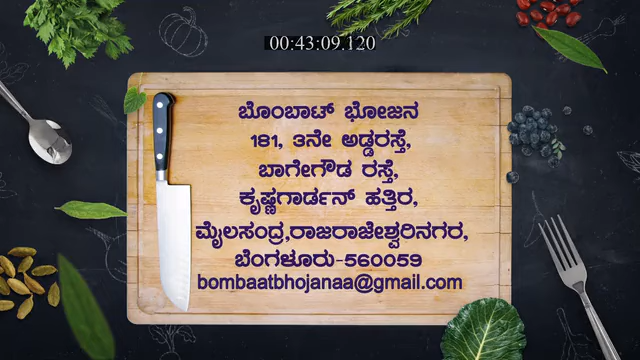 00:43:09.120
ಬೊಂಬಾಟ್ ಭೋಜನ
181, 3ನೇ ಅಡ್ಡರಸ್ತೆ,
ಬಾಗೇಗೌಡ ರಸ್ತೆ,
ಕೃಷ್ಣಗಾರ್ಡನ್ ಹತ್ತಿರ,
ಮೈಲಸಂದ್ರ,ರಾಜರಾಜೇಶ್ವರಿನಗರ,
ಬೆಂಗಳೂರು-560059
bombaatbhojanaa@gmail.com